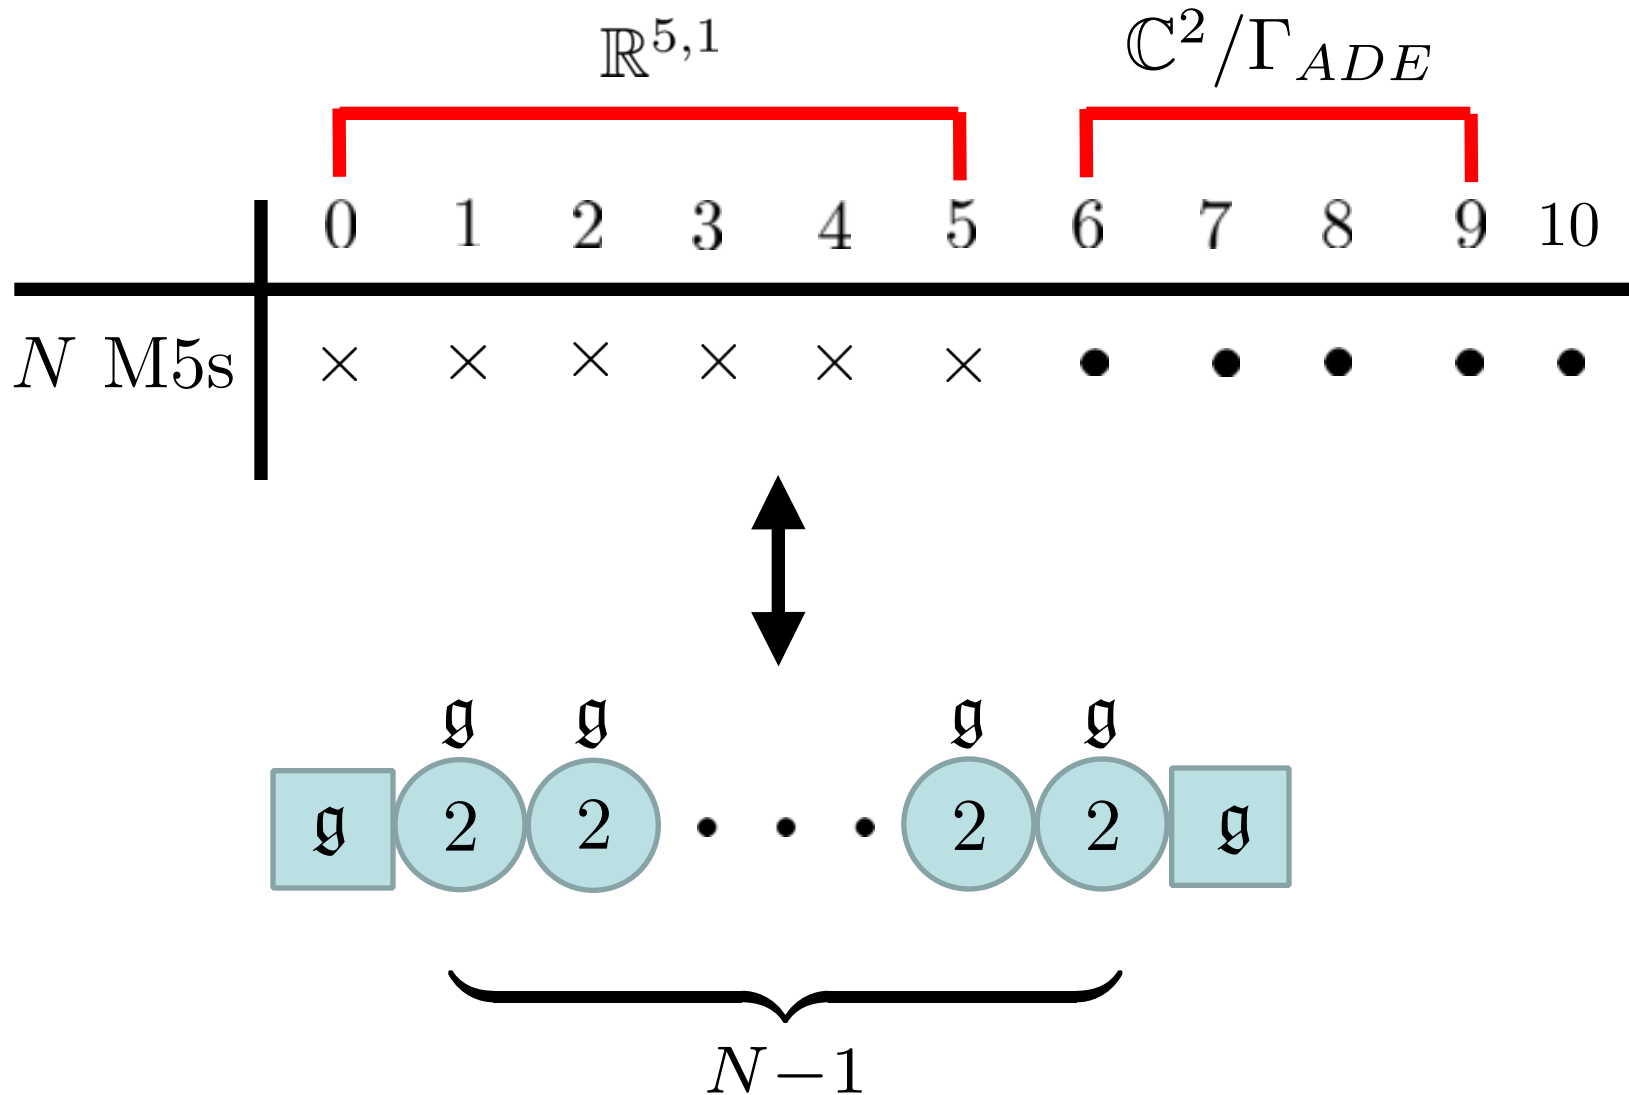 ℝ^{5,1} ℂ²/Γ_{ADE}
0 1 2 3 4 5 6 7 8 9 10
N M5s × × × × × × • • • • •
𝔤 𝔤 𝔤 𝔤
𝔤 2 2 · · · 2 2 𝔤
N−1